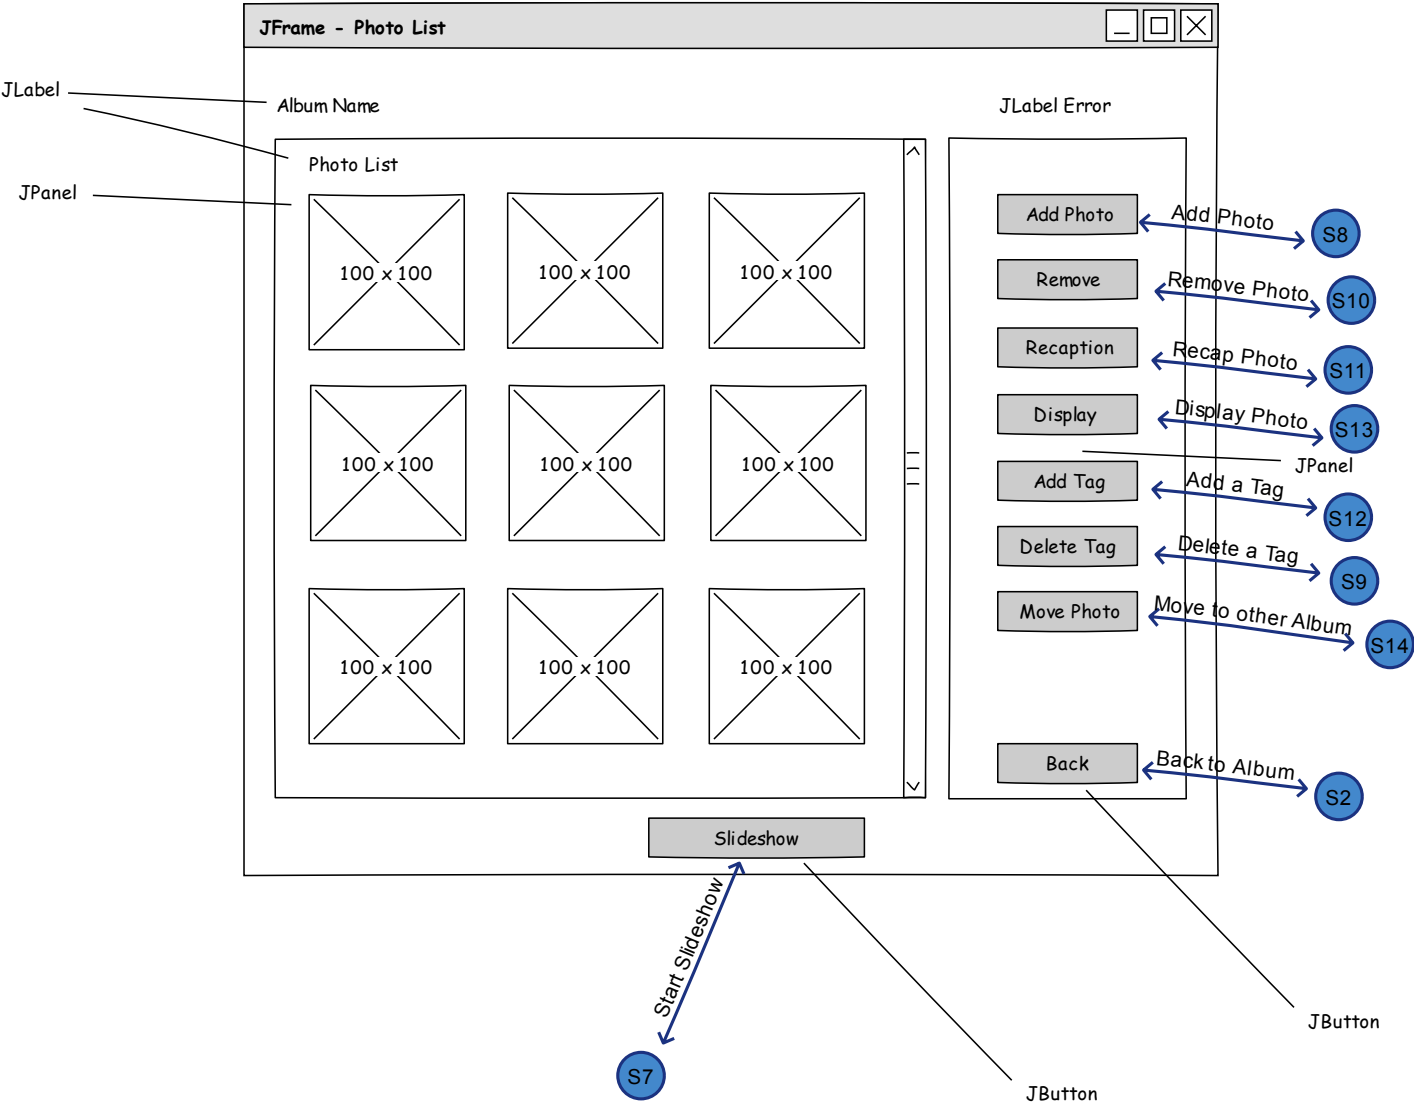 JFrame - Photo List
JLabel
Album Name
JLabel Error
Photo List
JPanel
100 x 100
100 x 100
100 x 100
Add Photo
Add Photo
S8
Remove
Remove Photo
S10
Recaption
Recap Photo
S11
Display
Display Photo
S13
JPanel
100 x 100
100 x 100
100 x 100
Add Tag
Add a Tag
S12
Delete Tag
Delete a Tag
S9
Move Photo
Move to other Album
S14
100 x 100
100 x 100
100 x 100
Back
Back to Album
S2
Slideshow
Start Slideshow
S7
JButton
JButton